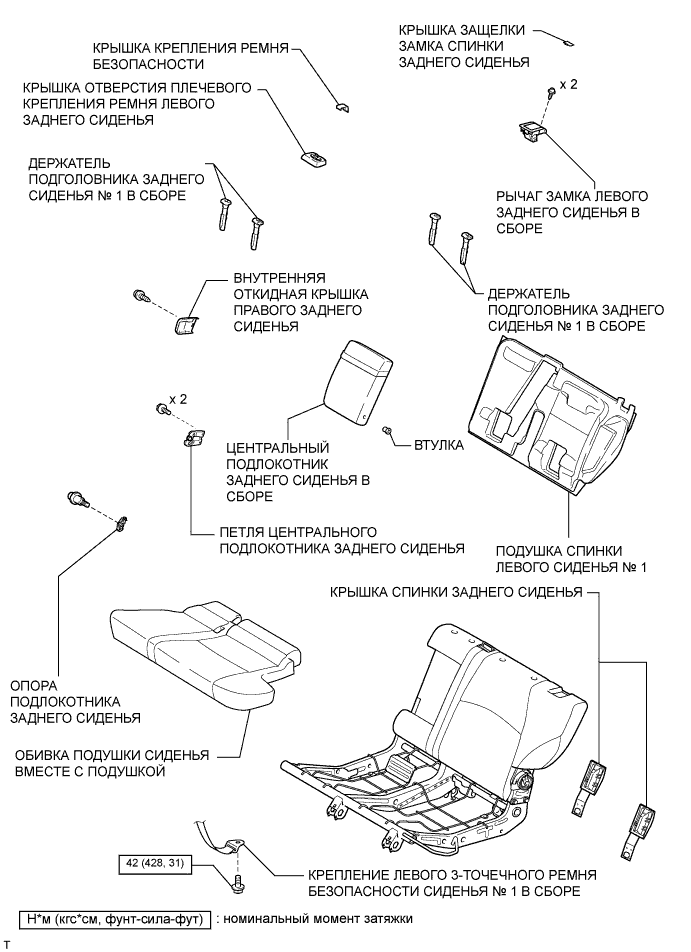 КРЫШКА ЗАЩЕЛКИ
ЗАМКА СПИНКИ
ЗАДНЕГО СИДЕНЬЯ
КРЫШКА КРЕПЛЕНИЯ РЕМНЯ
БЕЗОПАСНОСТИ
КРЫШКА ОТВЕРСТИЯ ПЛЕЧЕВОГО
КРЕПЛЕНИЯ РЕМНЯ ЛЕВОГО
ЗАДНЕГО СИДЕНЬЯ
x 2
ДЕРЖАТЕЛЬ
ПОДГОЛОВНИКА ЗАДНЕГО
СИДЕНЬЯ № 1 В СБОРЕ
РЫЧАГ ЗАМКА ЛЕВОГО
ЗАДНЕГО СИДЕНЬЯ В
СБОРЕ
ВНУТРЕННЯЯ
ОТКИДНАЯ КРЫШКА
ПРАВОГО ЗАДНЕГО
СИДЕНЬЯ
ДЕРЖАТЕЛЬ
ПОДГОЛОВНИКА ЗАДНЕГО
СИДЕНЬЯ № 1 В СБОРЕ
x 2
ЦЕНТРАЛЬНЫЙ
ПОДЛОКОТНИК
ЗАДНЕГО СИДЕНЬЯ В
СБОРЕ
ВТУЛКА
ПЕТЛЯ ЦЕНТРАЛЬНОГО
ПОДЛОКОТНИКА ЗАДНЕГО СИДЕНЬЯ
ПОДУШКА СПИНКИ
ЛЕВОГО СИДЕНЬЯ № 1
КРЫШКА СПИНКИ ЗАДНЕГО СИДЕНЬЯ
ОПОРА
ПОДЛОКОТНИКА
ЗАДНЕГО СИДЕНЬЯ
ОБИВКА ПОДУШКИ СИДЕНЬЯ
ВМЕСТЕ С ПОДУШКОЙ
42 (428, 31)
КРЕПЛЕНИЕ ЛЕВОГО 3-ТОЧЕЧНОГО РЕМНЯ
БЕЗОПАСНОСТИ СИДЕНЬЯ № 1 В СБОРЕ
Н*м (кгс*см, фунт-сила-фут) : номинальный момент затяжки
T